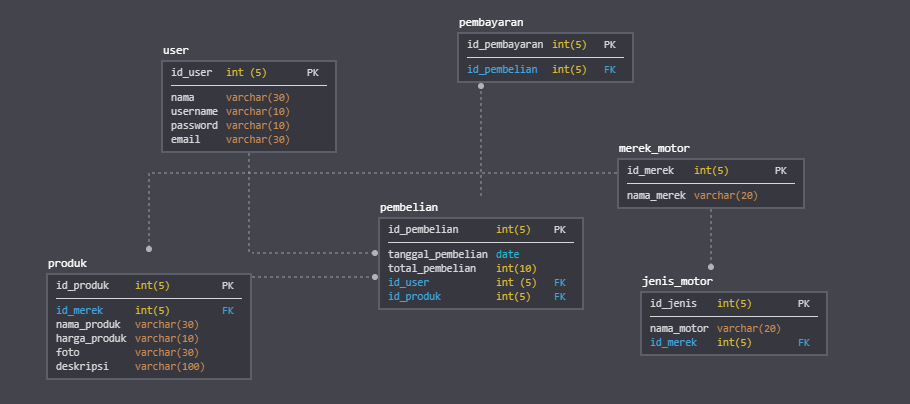 user
id_user int (5) PK
nama varchar(30)
username varchar(10)
password varchar(10)
email varchar(30)
pembayaran
id_pembayaran int(5) PK
id_pembelian int(5) FK
merek_motor
id_merek int(5) PK
nama_merek varchar(20)
pembelian
id_pembelian int(5) PK
tanggal_pembelian date
total_pembelian int(10)
id_user int (5) FK
id_produk int(5) FK
produk
id_produk int(5) PK
id_merek int(5) FK
nama_produk varchar(30)
harga_produk varchar(10)
foto varchar(30)
deskripsi varchar(100)
jenis_motor
id_jenis int(5) PK
nama_motor varchar(20)
id_merek int(5) FK